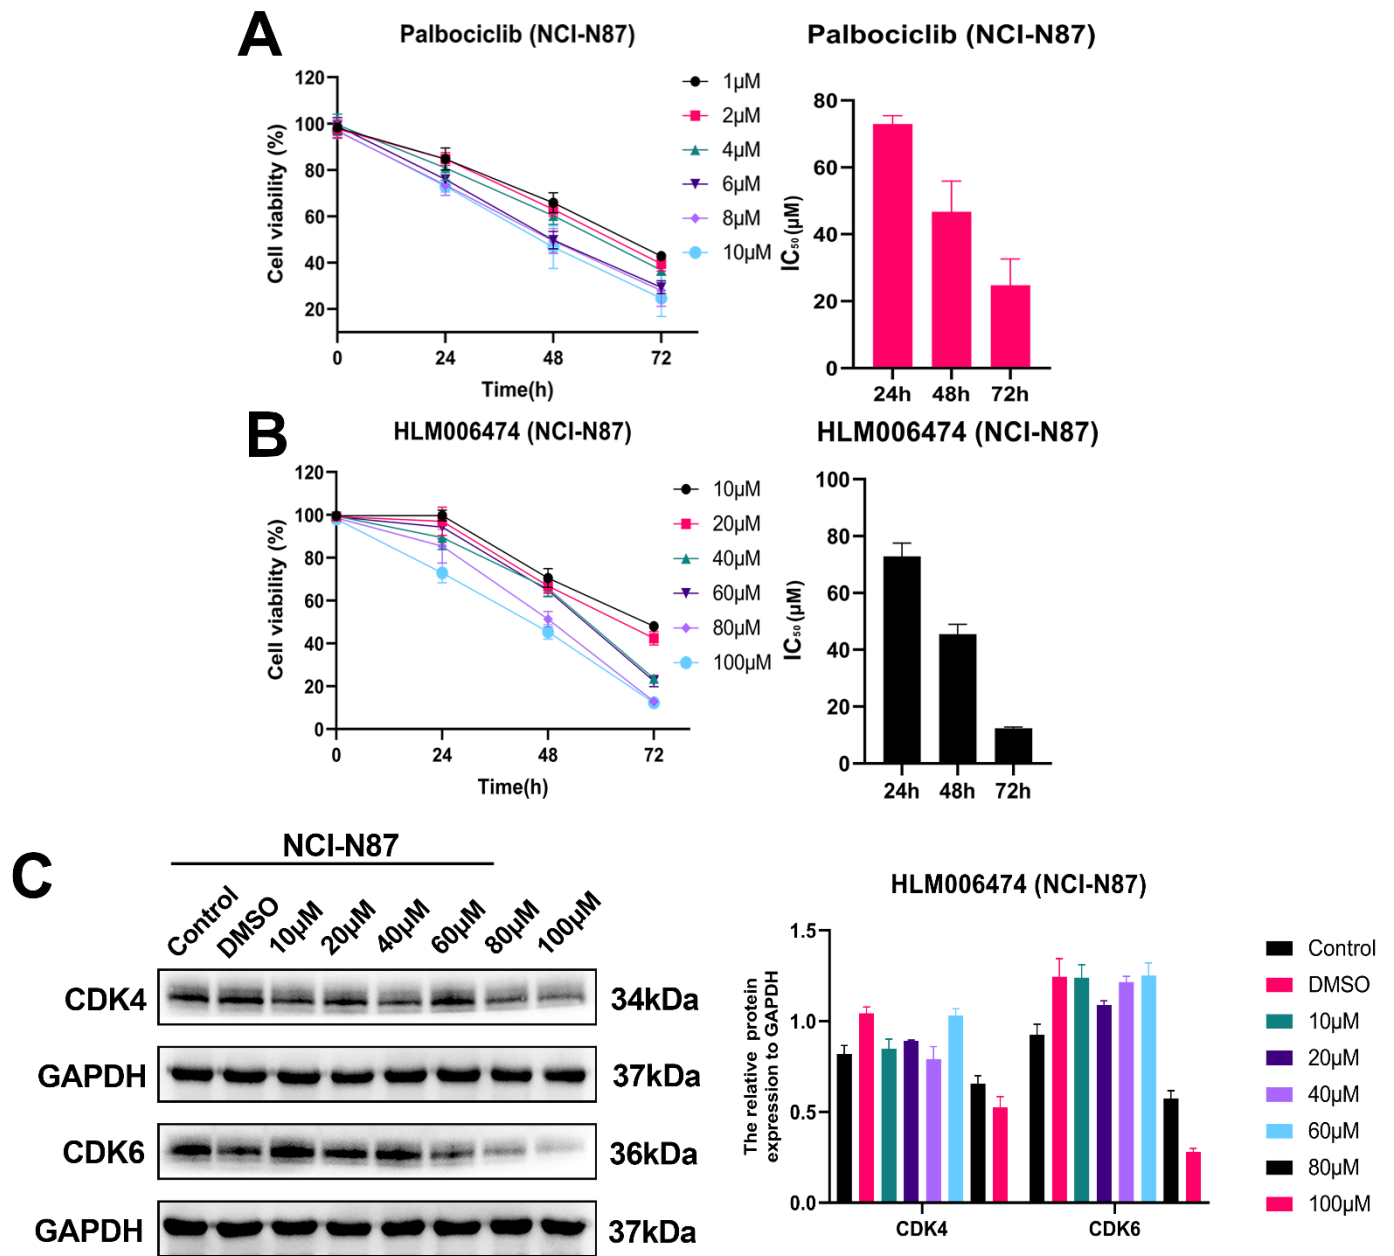 A
Palbociclib (NCI-N87)
Cell viability (%)
120
100
80
60
40
20
0
24
48
72
Time(h)
1μM
2μM
4μM
6μM
8μM
10μM
Palbociclib (NCI-N87)
IC50 (μM)
80
60
40
20
0
24h
48h
72h
B
HLM006474 (NCI-N87)
Cell viability (%)
120
100
80
60
40
20
0
0
24
48
72
Time(h)
10μM
20μM
40μM
60μM
80μM
100μM
HLM006474 (NCI-N87)
IC50 (μM)
100
80
60
40
20
0
24h
48h
72h
C
NCI-N87
Control
DMSO
10μM
20μM
40μM
60μM
80μM
100μM
CDK4
34kDa
GAPDH
37kDa
CDK6
36kDa
GAPDH
37kDa
HLM006474 (NCI-N87)
The relative protein
expression to GAPDH
1.5
1.0
0.5
0.0
CDK4
CDK6
Control
DMSO
10μM
20μM
40μM
60μM
80μM
100μM